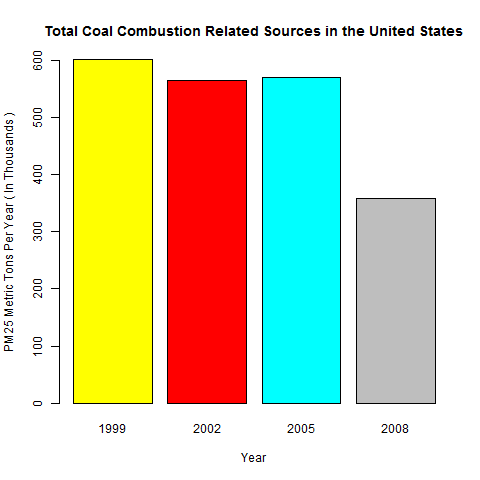 Total Coal Combustion Related Sources in the United States
PM25 Metric Tons Per Year ( In Thousands )
600
500
400
300
200
100
0
1999 2002 2005 2008
Year